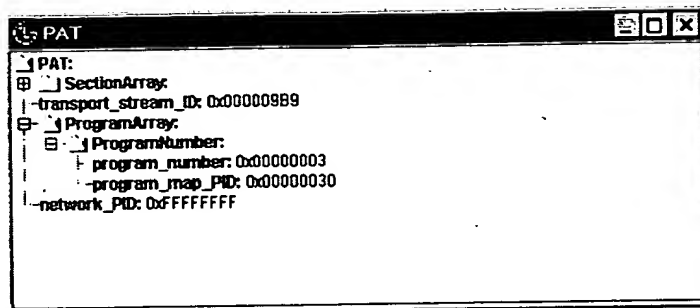 PAT
PAT:
SectionArray:
transport_stream_ID: 0x000009B9
ProgramArray:
ProgramNumber:
program_number: 0x00000003
program_map_PID: 0x00000030
network_PID: 0xFFFFFFFF